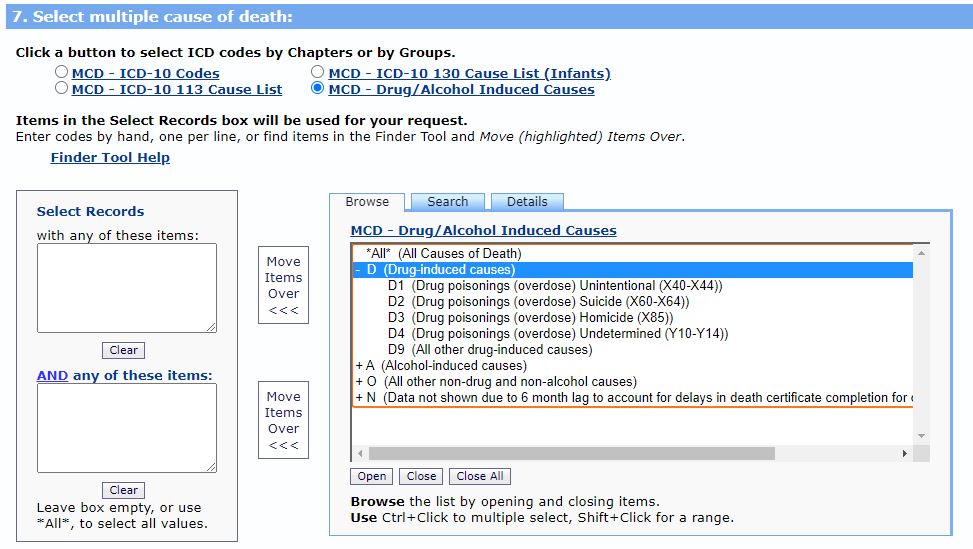 7. Select multiple cause of death:
Click a button to select ICD codes by Chapters or by Groups.
MCD - ICD-10 Codes
MCD - ICD-10 130 Cause List (Infants)
MCD - ICD-10 113 Cause List
MCD - Drug/Alcohol Induced Causes
Items in the Select Records box will be used for your request.
Enter codes by hand, one per line, or find items in the Finder Tool and Move (highlighted) Items Over.
Finder Tool Help
Select Records
with any of these items:
Clear
AND any of these items:
Clear
Leave box empty, or use
*All*, to select all values.
Move
Items
Over
<<<
Move
Items
Over
<<<
Browse
Search
Details
MCD - Drug/Alcohol Induced Causes
*All* (All Causes of Death)
- D (Drug-induced causes)
D1 (Drug poisonings (overdose) Unintentional (X40-X44))
D2 (Drug poisonings (overdose) Suicide (X60-X64))
D3 (Drug poisonings (overdose) Homicide (X85))
D4 (Drug poisonings (overdose) Undetermined (Y10-Y14))
D9 (All other drug-induced causes)
+ A (Alcohol-induced causes)
+ O (All other non-drug and non-alcohol causes)
+ N (Data not shown due to 6 month lag to account for delays in death certificate completion for
Open
Close
Close All
Browse the list by opening and closing items.
Use Ctrl+Click to multiple select, Shift+Click for a range.